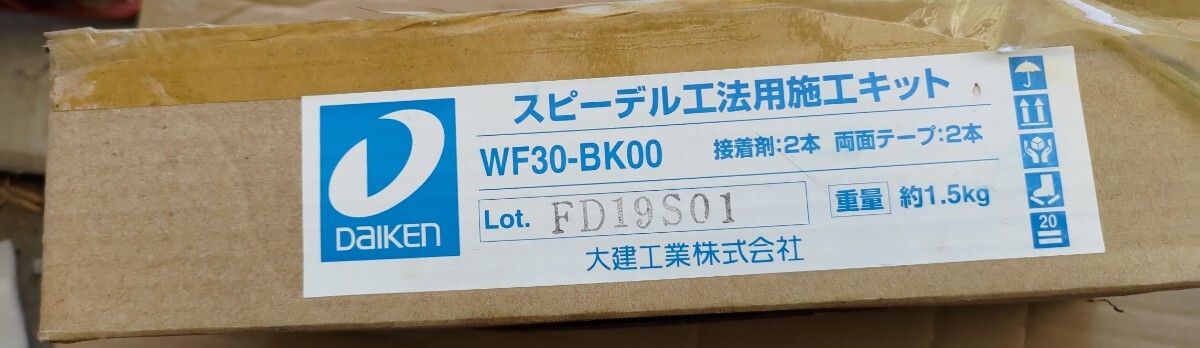 スピーデル工法用施工キット
WF30-BK00 接着剤:2本 両面テープ:2本
Lot. FD19S01 重量 約1.5kg
大建工業株式会社
DAIKEN
20